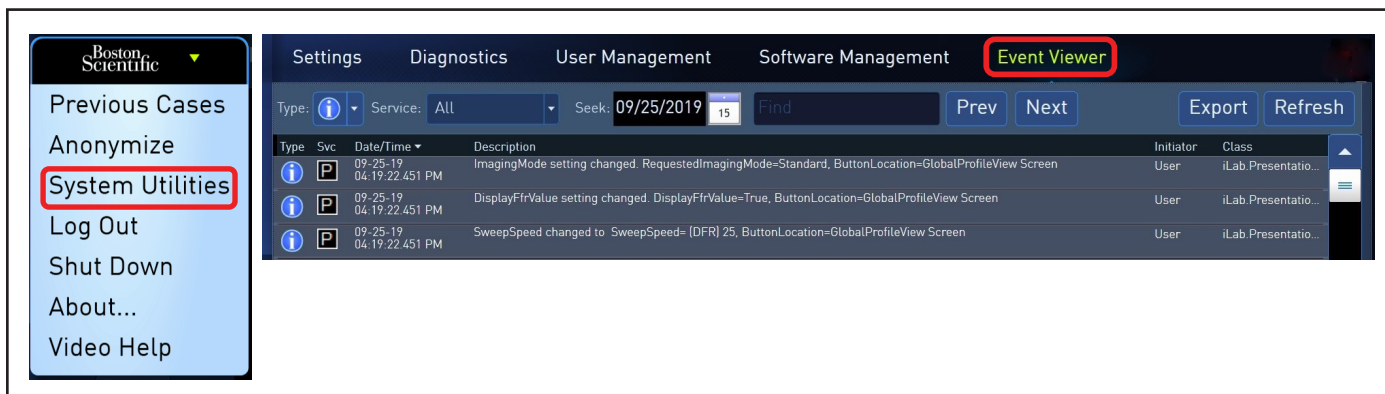 Boston
Scientific
Previous Cases
Anonymize
System Utilities
Log Out
Shut Down
About...
Video Help
Settings Diagnostics User Management Software Management Event Viewer
Type: Service: All Seek: 09/25/2019 15 Find Prev Next Export Refresh
Type Svc Date/Time Description Initiator Class
P 09-25-19 ImagingMode setting changed. RequestedImagingMode=Standard, ButtonLocation=GlobalProfileView Screen User iLab.Presentatio...
04:19:22.451 PM
P 09-25-19 DisplayFfrValue setting changed. DisplayFfrValue=True, ButtonLocation=GlobalProfileView Screen User iLab.Presentatio...
04:19:22.451 PM
P 09-25-19 SweepSpeed changed to SweepSpeed= (DFR) 25, ButtonLocation=GlobalProfileView Screen User iLab.Presentatio...
04:19:22.451 PM